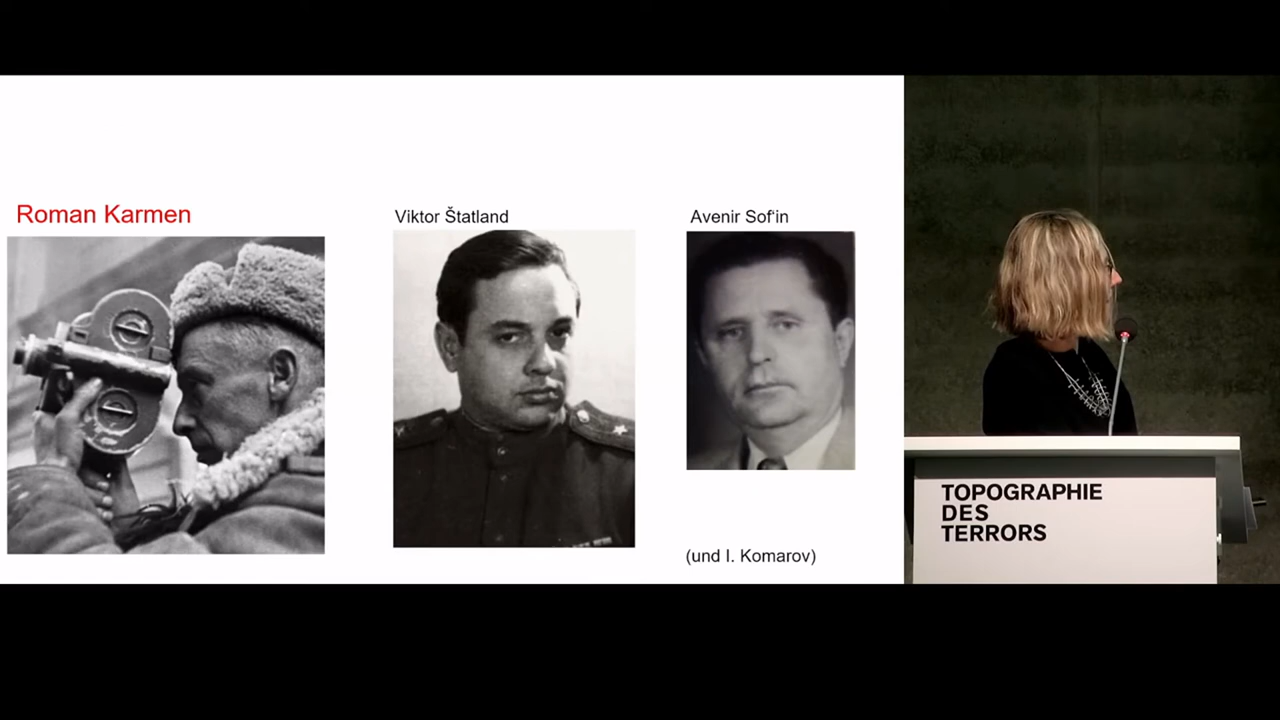 Roman Karmen
Viktor Štatland
Avenir Sof'in
(und I. Komarov)
TOPOGRAPHIE
DES
TERRORS